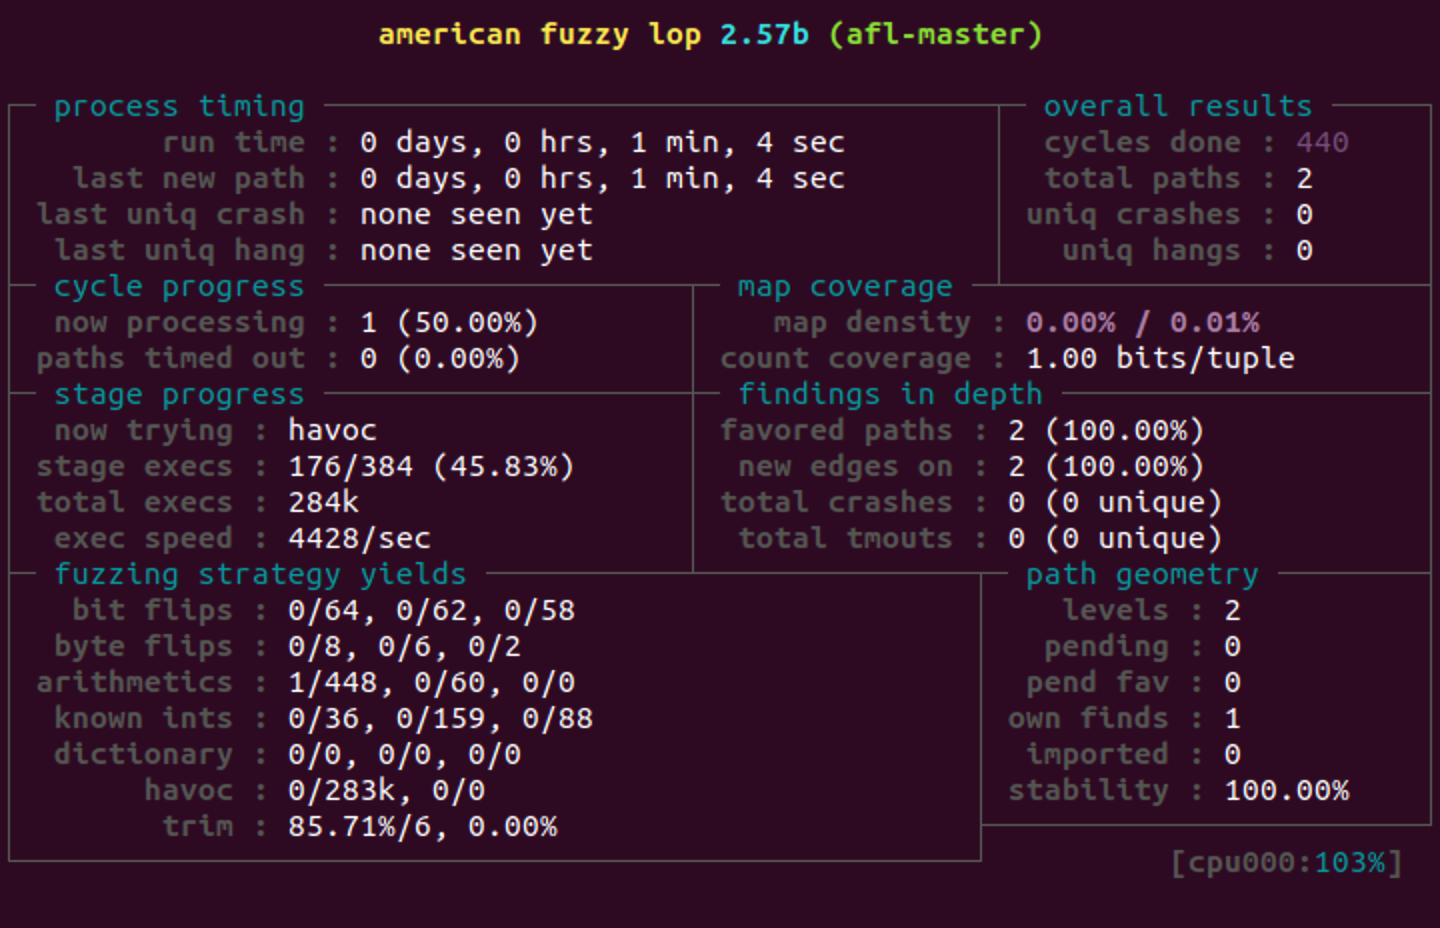 american fuzzy lop 2.57b (afl-master)
process timing
run time : 0 days, 0 hrs, 1 min, 4 sec
last new path : 0 days, 0 hrs, 1 min, 4 sec
last uniq crash : none seen yet
last uniq hang : none seen yet
overall results
cycles done : 440
total paths : 2
uniq crashes : 0
uniq hangs : 0
cycle progress
now processing : 1 (50.00%)
paths timed out : 0 (0.00%)
map coverage
map density : 0.00% / 0.01%
count coverage : 1.00 bits/tuple
stage progress
now trying : havoc
stage execs : 176/384 (45.83%)
total execs : 284k
exec speed : 4428/sec
findings in depth
favored paths : 2 (100.00%)
new edges on : 2 (100.00%)
total crashes : 0 (0 unique)
total tmouts : 0 (0 unique)
fuzzing strategy yields
bit flips : 0/64, 0/62, 0/58
byte flips : 0/8, 0/6, 0/2
arithmetics : 1/448, 0/60, 0/0
known ints : 0/36, 0/159, 0/88
dictionary : 0/0, 0/0, 0/0
havoc : 0/283k, 0/0
trim : 85.71%/6, 0.00%
path geometry
levels : 2
pending : 0
pend fav : 0
own finds : 1
imported : 0
stability : 100.00%
[cpu000:103%]